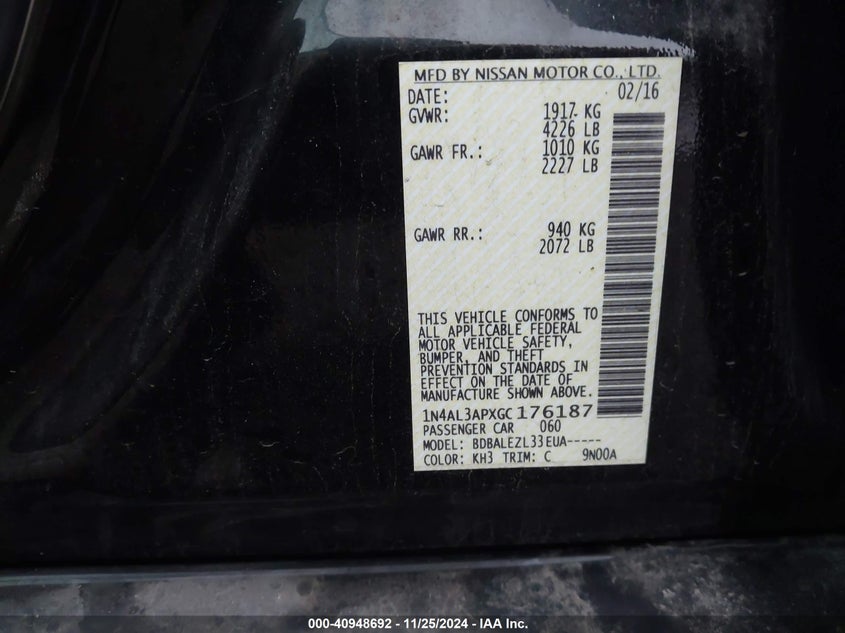 MFD BY NISSAN MOTOR CO., LTD.
DATE: 02/16
GVWR: 1917 KG
4226 LB
GAWR FR.: 1010 KG
2227 LB
GAWR RR.: 940 KG
2072 LB
THIS VEHICLE CONFORMS TO
ALL APPLICABLE FEDERAL
MOTOR VEHICLE SAFETY,
BUMPER, AND THEFT
PREVENTION STANDARDS IN
EFFECT ON THE DATE OF
MANUFACTURE SHOWN ABOVE.
1N4AL3APXGC176187
PASSENGER CAR 060
MODEL: BDBALEZL33EUA-----
COLOR: KH3 TRIM: C 9N00A
000-40948692 - 11/25/2024 - IAA Inc.